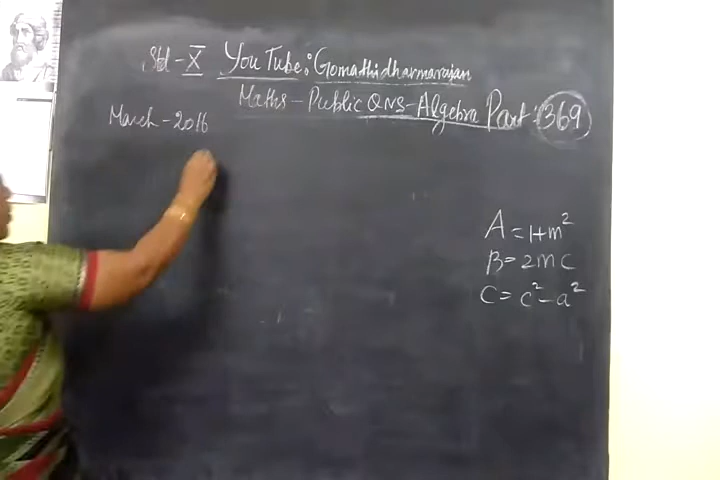 Std - X YouTube: Gomathidharmarajan
Maths - Public QNS - Algebra Part: 369
March - 2016
A = 1+m²
B = 2mc
C = c² - a²